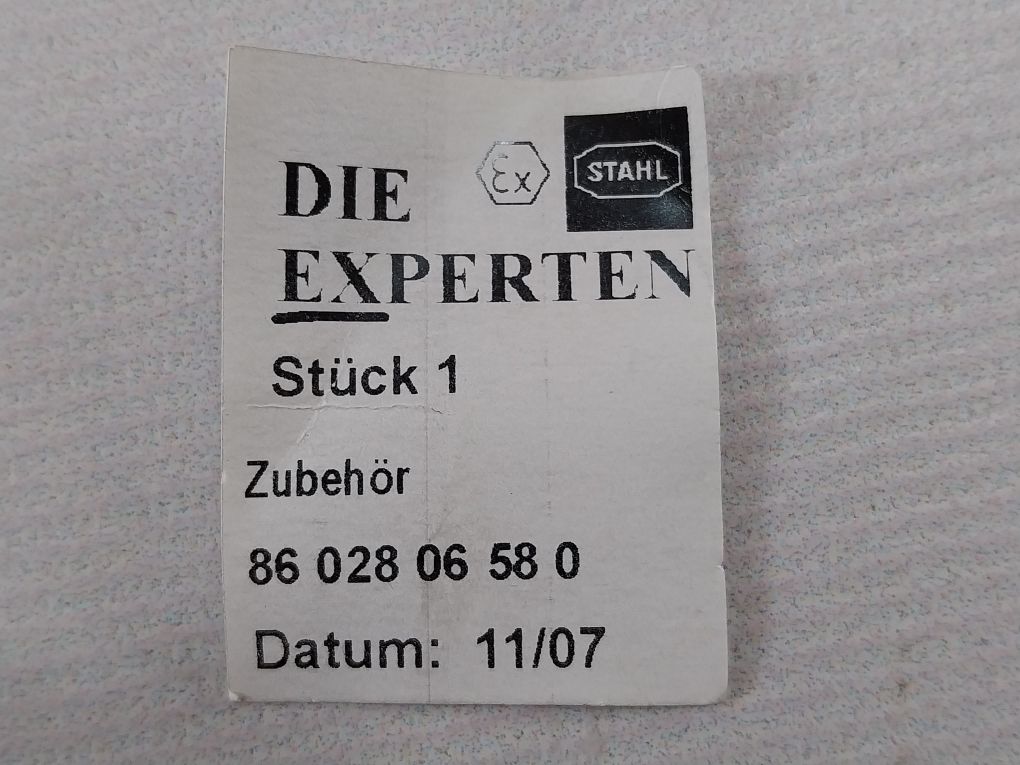 Ex STAHL
DIE
EXPERTEN
Stück 1
Zubehör
86 028 06 58 0
Datum: 11/07